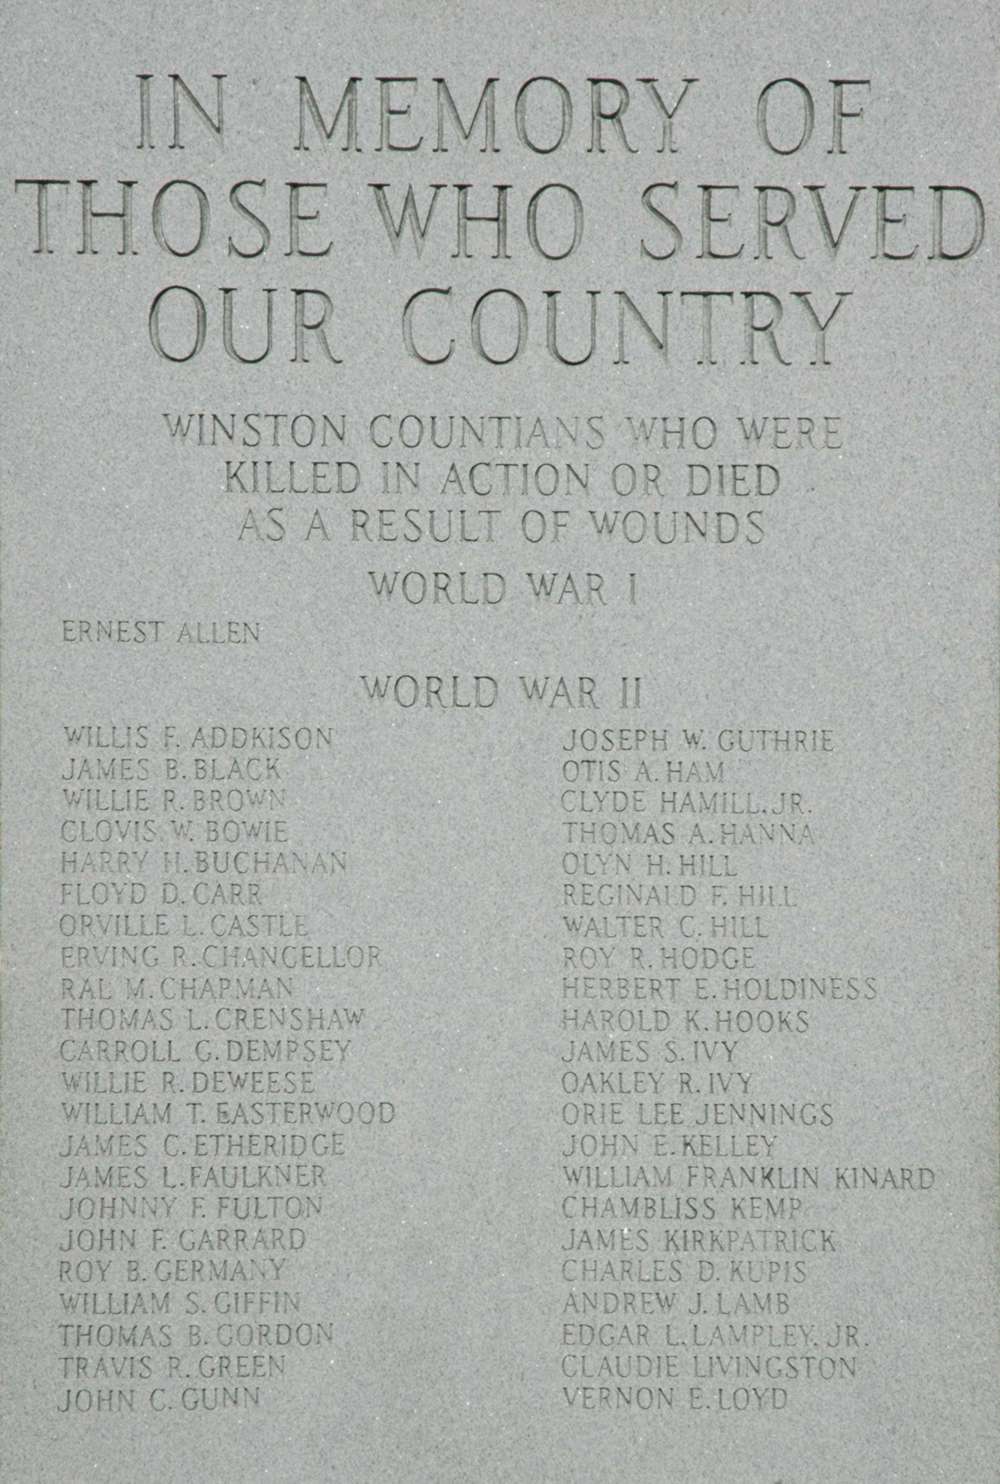 IN MEMORY OF
THOSE WHO SERVED
OUR COUNTRY
WINSTON COUNTIANS WHO WERE
KILLED IN ACTION OR DIED
AS A RESULT OF WOUNDS
WORLD WAR I
ERNEST ALLEN
WORLD WAR II
WILLIS F. ADDKISON
JAMES B. BLACK
WILLIE R. BROWN
CLOVIS W. BOWIE
HARRY H. BUCHANAN
FLOYD D. CARR
ORVILLE L. CASTLE
ERVING R. CHANCELLOR
RAL M. CHAPMAN
THOMAS L. CRENSHAW
CARROLL G. DEMPSEY
WILLIE R. DEWEESE
WILLIAM T. EASTERWOOD
JAMES C. ETHERIDGE
JAMES L. FAULKNER
JOHNNY F. FULTON
JOHN F. GARRARD
ROY B. GERMANY
WILLIAM S. GIFFIN
THOMAS B. GORDON
TRAVIS R. GREEN
JOHN C. GUNN
JOSEPH W. GUTHRIE
OTIS A. HAM
CLYDE HAMILL, JR.
THOMAS A. HANNA
OLYN H. HILL
REGINALD F. HILL
WALTER C. HILL
ROY R. HODGE
HERBERT E. HOLDINESS
HAROLD K. HOOKS
JAMES S. IVY
OAKLEY R. IVY
ORIE LEE JENNINGS
JOHN E. KELLEY
WILLIAM FRANKLIN KINARD
CHAMBLISS KEMP
JAMES KIRKPATRICK
CHARLES D. KUPIS
ANDREW J. LAMB
EDGAR L. LAMPLEY, JR.
CLAUDIE LIVINGSTON
VERNON E. LOYD